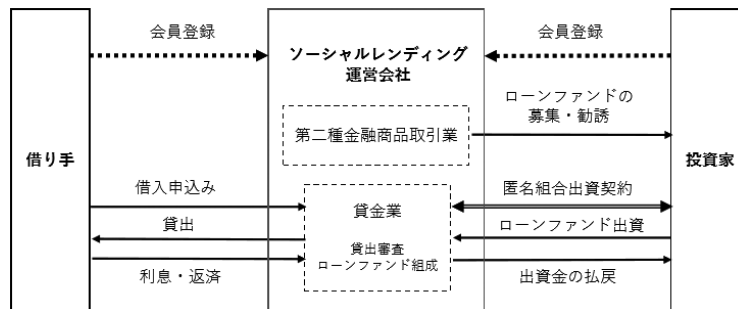 会員登録
会員登録
ソーシャルレンディング
運営会社
ローンファンドの
募集・勧誘
第二種金融商品取引業
借り手
投資家
借入申込み
貸金業
匿名組合出資契約
貸出
ローンファンド出資
貸出審査
ローンファンド組成
利息・返済
出資金の払戻